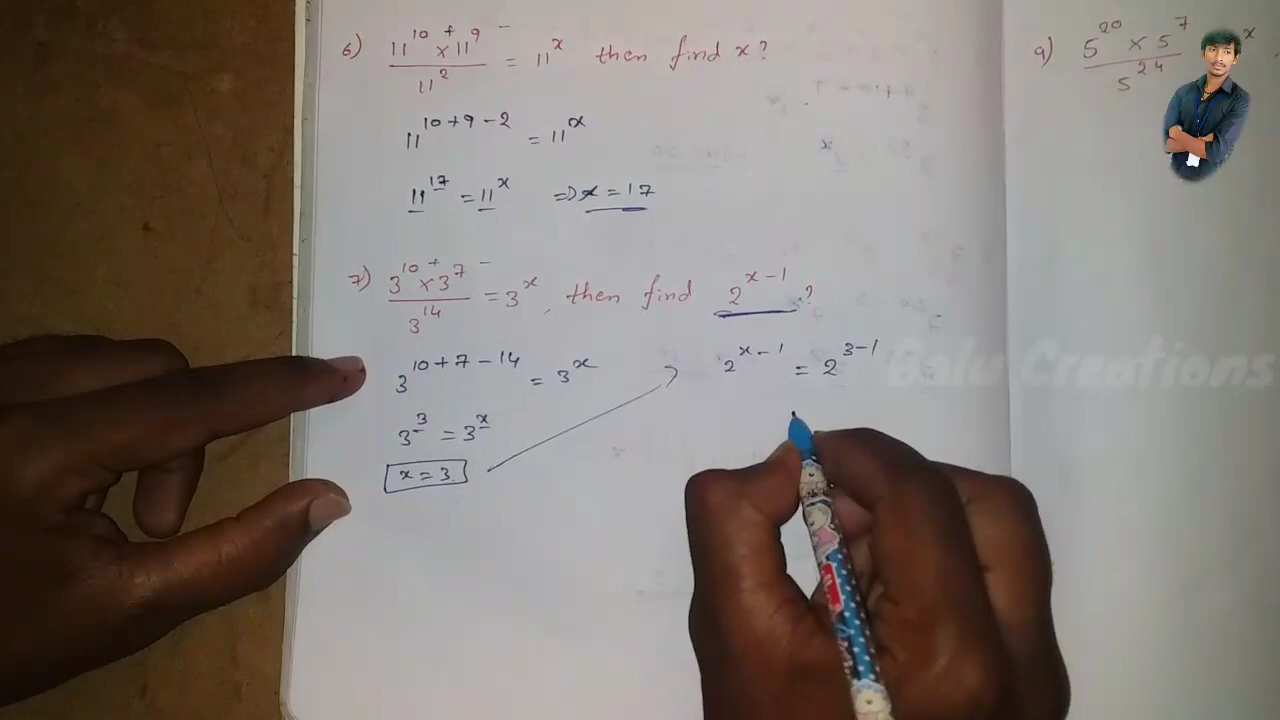 6) 11^10 × 11^9 / 11^2 = 11^x then find x?
11^10+9-2 = 11^x
11^17 = 11^x ⇒ x = 17
7) 3^10 × 3^7 / 3^14 = 3^x, then find 2^x-1 ?
3^10+7-14 = 3^x
3^3 = 3^x
x = 3.
2^x-1 = 2^3-1
9) 5^20 × 5^7 / 5^24
x
Balu Creations